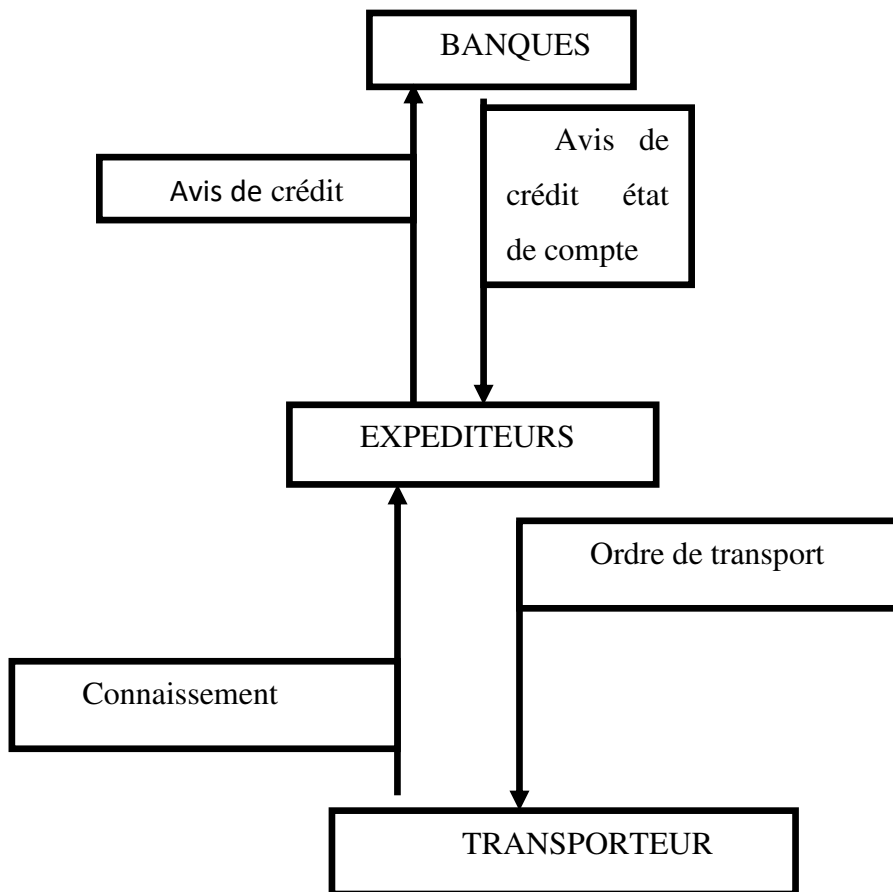 BANQUES
Avis de
crédit état
de compte
Avis de crédit
EXPEDITEURS
Ordre de transport
Connaissement
TRANSPORTEUR